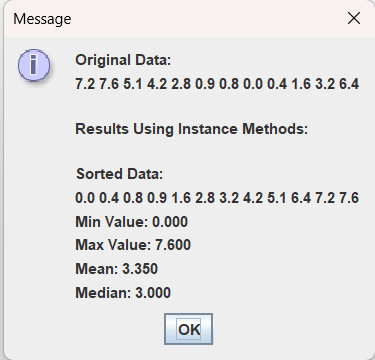 Message
Original Data:
7.2 7.6 5.1 4.2 2.8 0.9 0.8 0.0 0.4 1.6 3.2 6.4
Results Using Instance Methods:
Sorted Data:
0.0 0.4 0.8 0.9 1.6 2.8 3.2 4.2 5.1 6.4 7.2 7.6
Min Value: 0.000
Max Value: 7.600
Mean: 3.350
Median: 3.000
OK